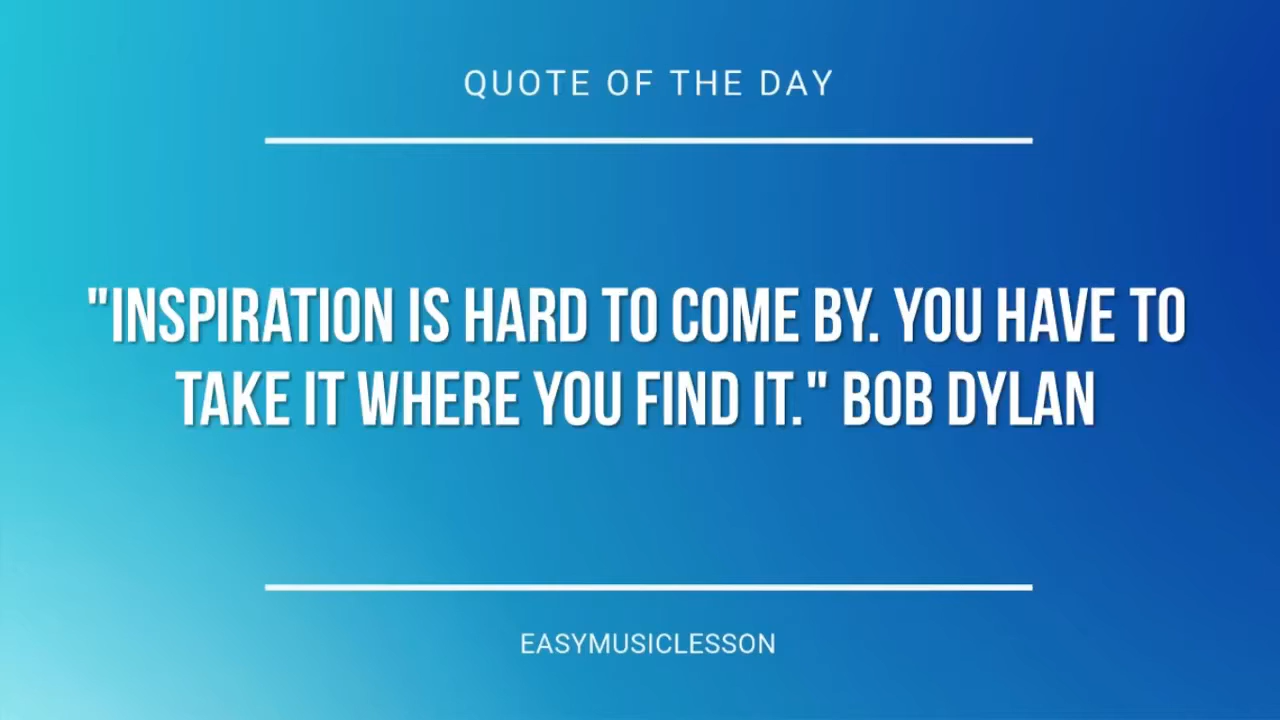 QUOTE OF THE DAY
"INSPIRATION IS HARD TO COME BY. YOU HAVE TO
TAKE IT WHERE YOU FIND IT." BOB DYLAN
EASYMUSICLESSON